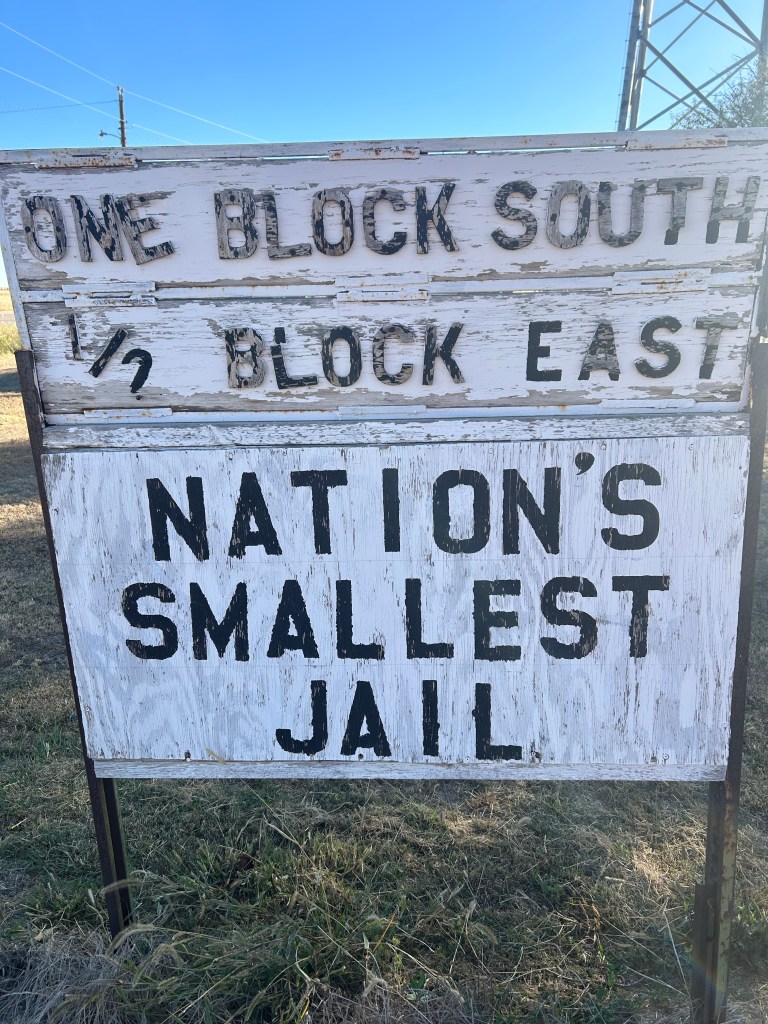 ONE BLOCK SOUTH
1/2 BLOCK EAST
NATION'S
SMALLEST
JAIL